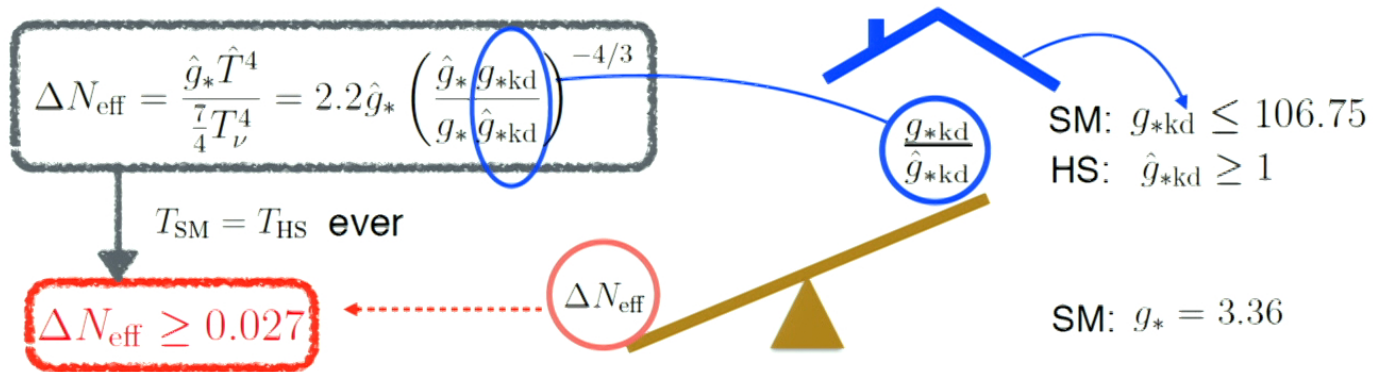 ΔN_eff = ĝ_* T̂^4 / (7/4 T_ν^4) = 2.2ĝ_* (ĝ_* g_*kd / g_* ĝ_*kd)^{-4/3}
g_*kd / ĝ_*kd
SM: g_*kd ≤ 106.75
HS: ĝ_*kd ≥ 1
T_SM = T_HS ever
ΔN_eff ≥ 0.027
ΔN_eff
SM: g_* = 3.36